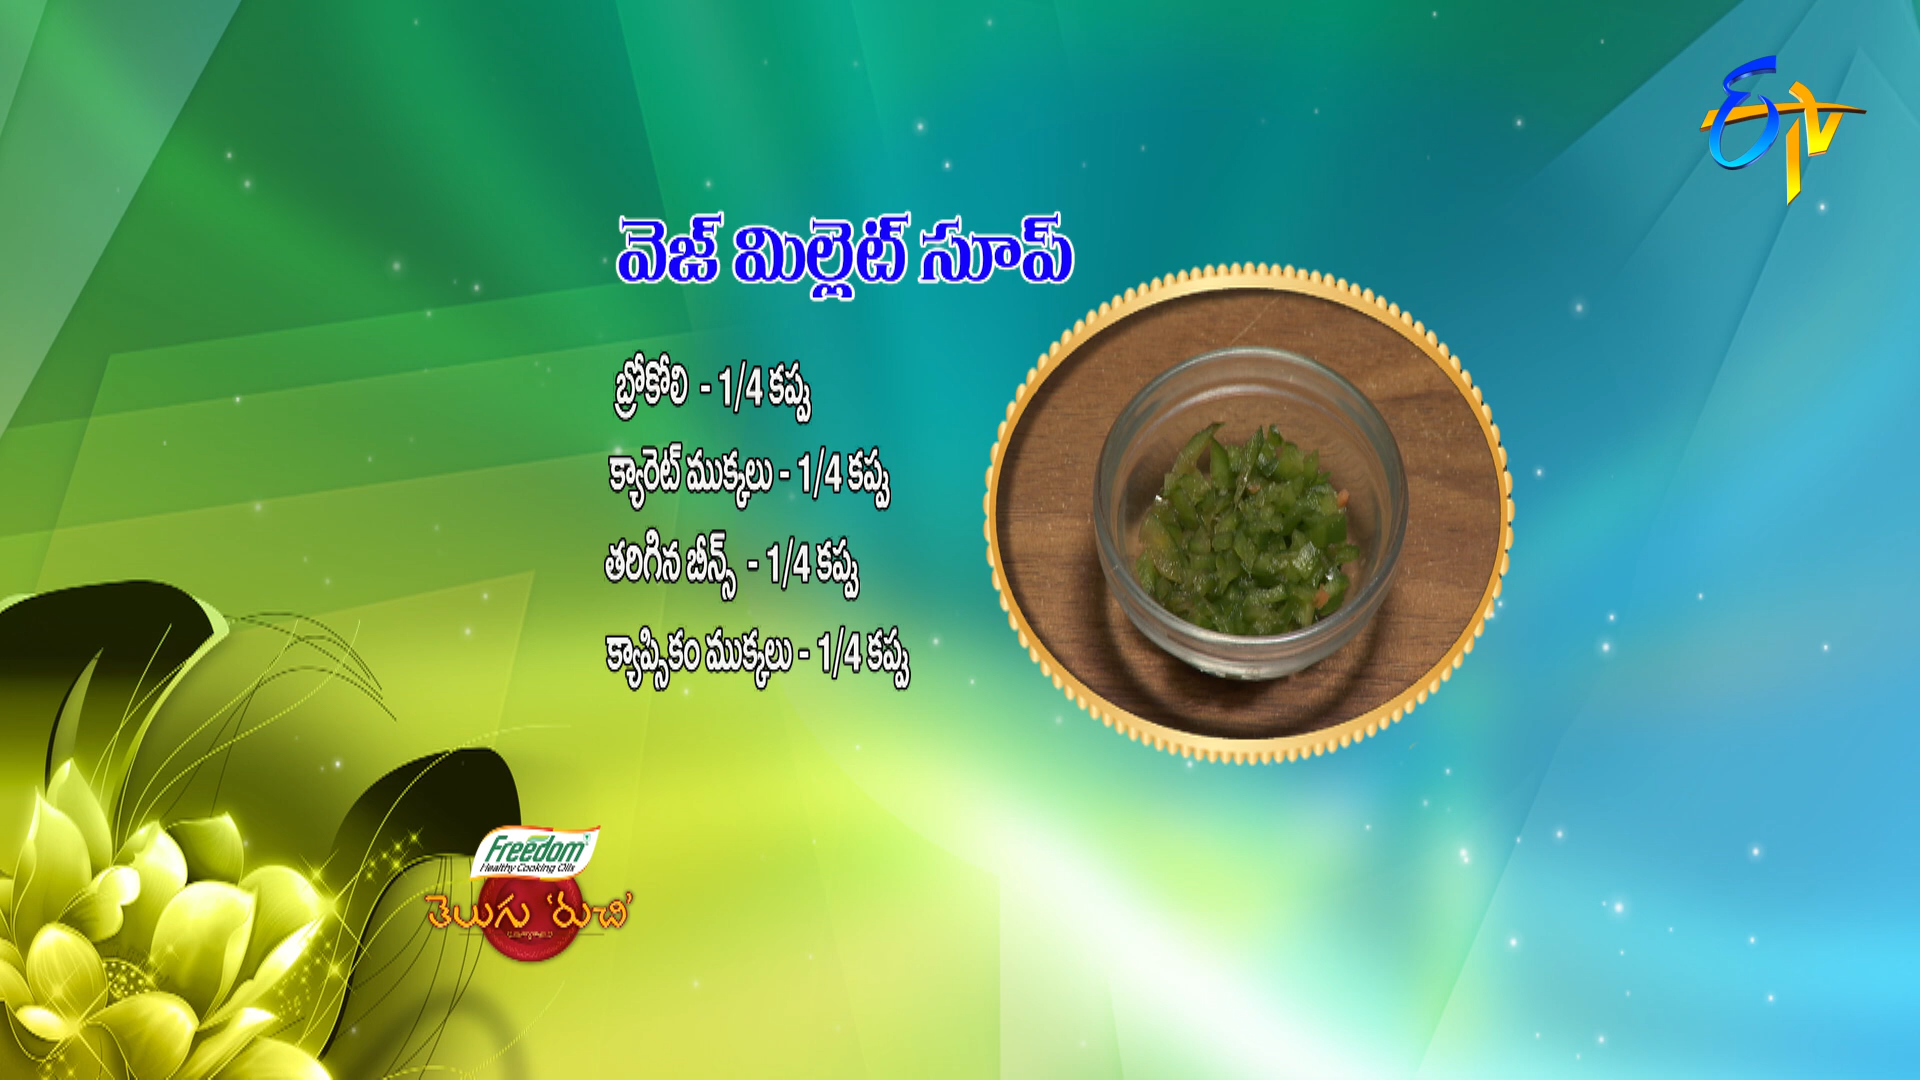 ETV
వెజ్ మిల్లెట్ సూప్
బ్రోకోలి - 1/4 కప్పు
క్యారెట్ ముక్కలు - 1/4 కప్పు
తరిగిన బీన్స్ - 1/4 కప్పు
క్యాప్సికం ముక్కలు - 1/4 కప్పు
Freedom
Healthy Cooking Oils
తెలుగు 'రుచి'